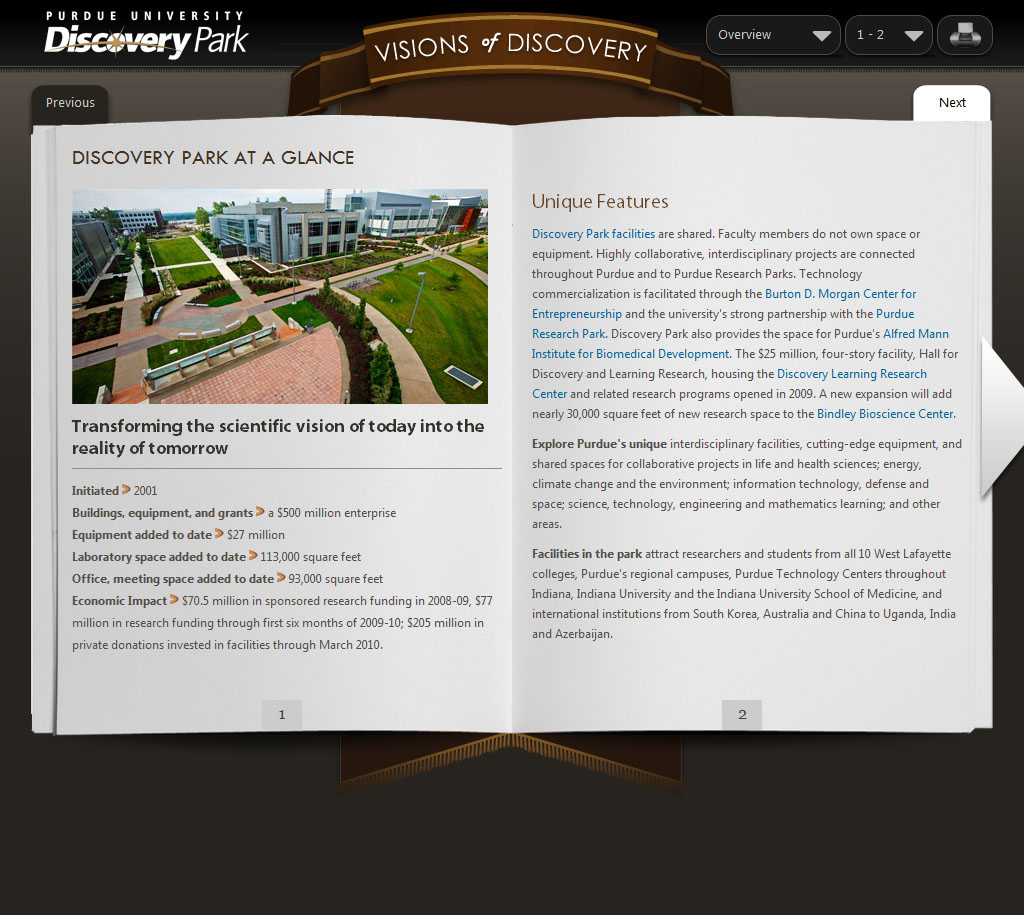 PURDUE UNIVERSITY
Discovery Park
VISIONS of DISCOVERY
Overview
1 - 2
Previous
Next
DISCOVERY PARK AT A GLANCE
Transforming the scientific vision of today into the
reality of tomorrow
Initiated 2001
Buildings, equipment, and grants a $500 million enterprise
Equipment added to date $27 million
Laboratory space added to date 113,000 square feet
Office, meeting space added to date 93,000 square feet
Economic Impact $70.5 million in sponsored research funding in 2008-09, $77
million in research funding through first six months of 2009-10; $205 million in
private donations invested in facilities through March 2010.
1
Unique Features
Discovery Park facilities are shared. Faculty members do not own space or
equipment. Highly collaborative, interdisciplinary projects are connected
throughout Purdue and to Purdue Research Parks. Technology
commercialization is facilitated through the Burton D. Morgan Center for
Entrepreneurship and the university's strong partnership with the Purdue
Research Park. Discovery Park also provides the space for Purdue's Alfred Mann
Institute for Biomedical Development. The $25 million, four-story facility, Hall for
Discovery and Learning Research, housing the Discovery Learning Research
Center and related research programs opened in 2009. A new expansion will add
nearly 30,000 square feet of new research space to the Bindley Bioscience Center.
Explore Purdue's unique interdisciplinary facilities, cutting-edge equipment, and
shared spaces for collaborative projects in life and health sciences; energy,
climate change and the environment; information technology, defense and
space; science, technology, engineering and mathematics learning; and other
areas.
Facilities in the park attract researchers and students from all 10 West Lafayette
colleges, Purdue's regional campuses, Purdue Technology Centers throughout
Indiana, Indiana University and the Indiana University School of Medicine, and
international institutions from South Korea, Australia and China to Uganda, India
and Azerbaijan.
2